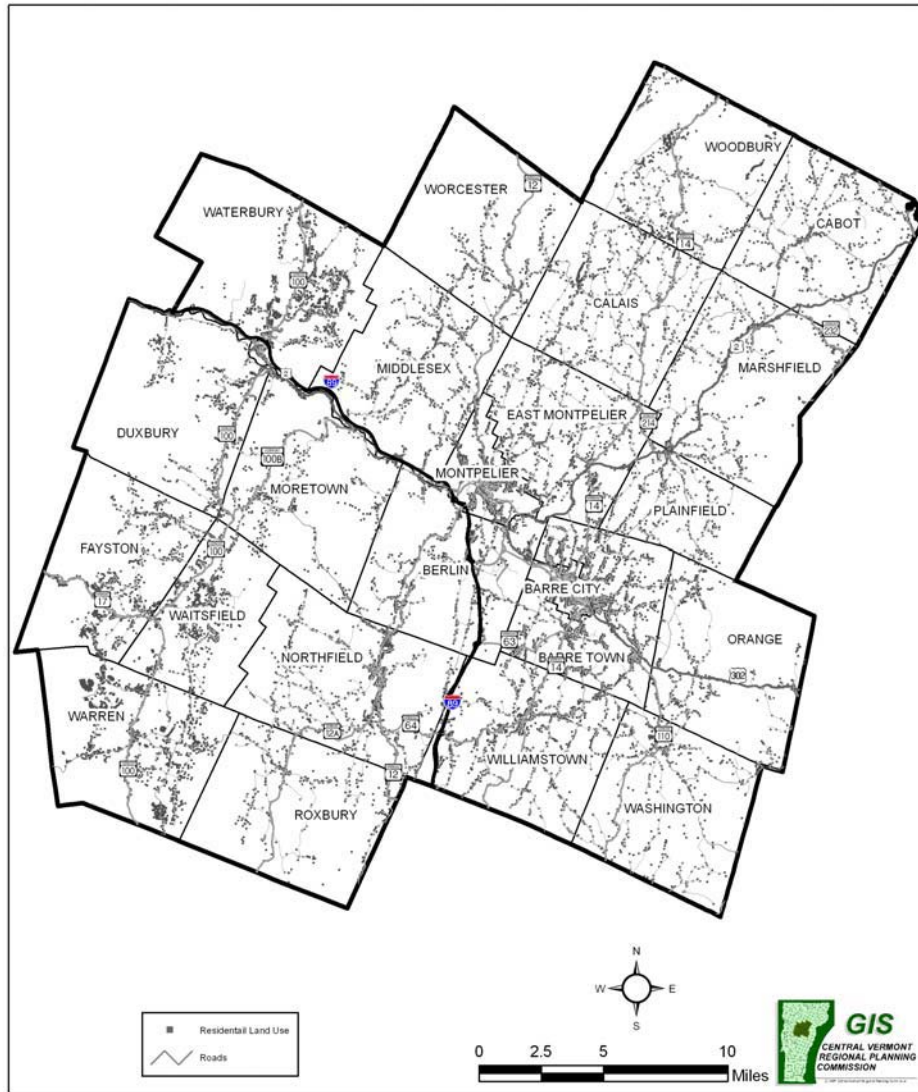 WOODBURY
WORCESTER
12
WATERBURY
CABOT
14
100
CALAIS
2
MIDDLESEX
89
MARSHFIELD
EAST MONTPELIER
DUXBURY
100
214
100B
MONTPELIER
MORETOWN
14
PLAINFIELD
FAYSTON
100
BERLIN
BARRE CITY
17
WAITSFIELD
63
ORANGE
NORTHFIELD
BARRE TOWN
14
302
89
WARREN
64
12A
110
100
12
WILLIAMSTOWN
WASHINGTON
ROXBURY
N
W E
S
Residentail Land Use
Roads
0 2.5 5 10
Miles
GIS
CENTRAL VERMONT
REGIONAL PLANNING
COMMISSION